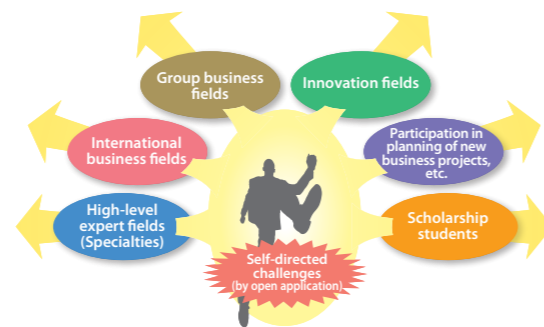 Group business
fields
Innovation fields
International
business fields
Participation in
planning of new
business projects,
etc.
High-level
expert fields
(Specialties)
Scholarship
students
Self-directed
challenges
(by open application)